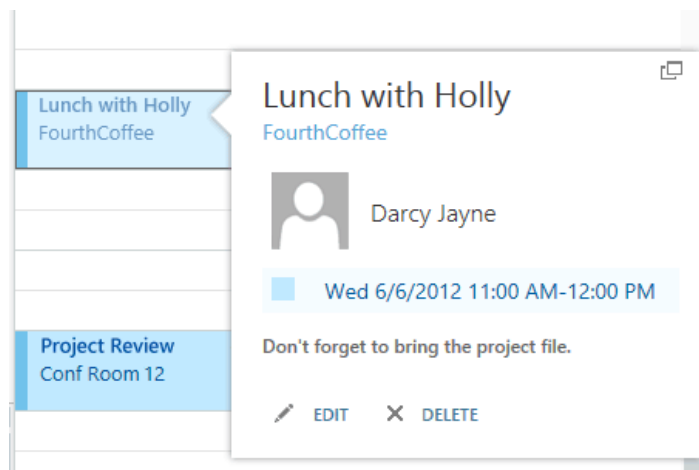 Lunch with Holly
FourthCoffee
Project Review
Conf Room 12
Lunch with Holly
FourthCoffee
Darcy Jayne
Wed 6/6/2012 11:00 AM-12:00 PM
Don't forget to bring the project file.
EDIT DELETE